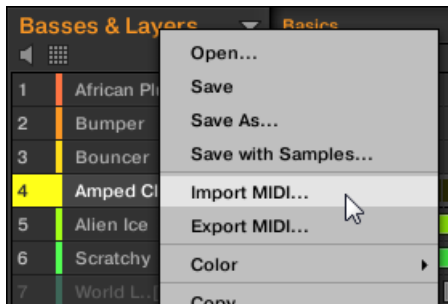 Basses & Layers Basics
Open...
Save
1 African Pl
Save As...
2 Bumper
Save with Samples...
3 Bouncer
4 Amped Cl
Import MIDI...
5 Alien Ice
Export MIDI...
6 Scratchy
Color
7 World L..[
Copy